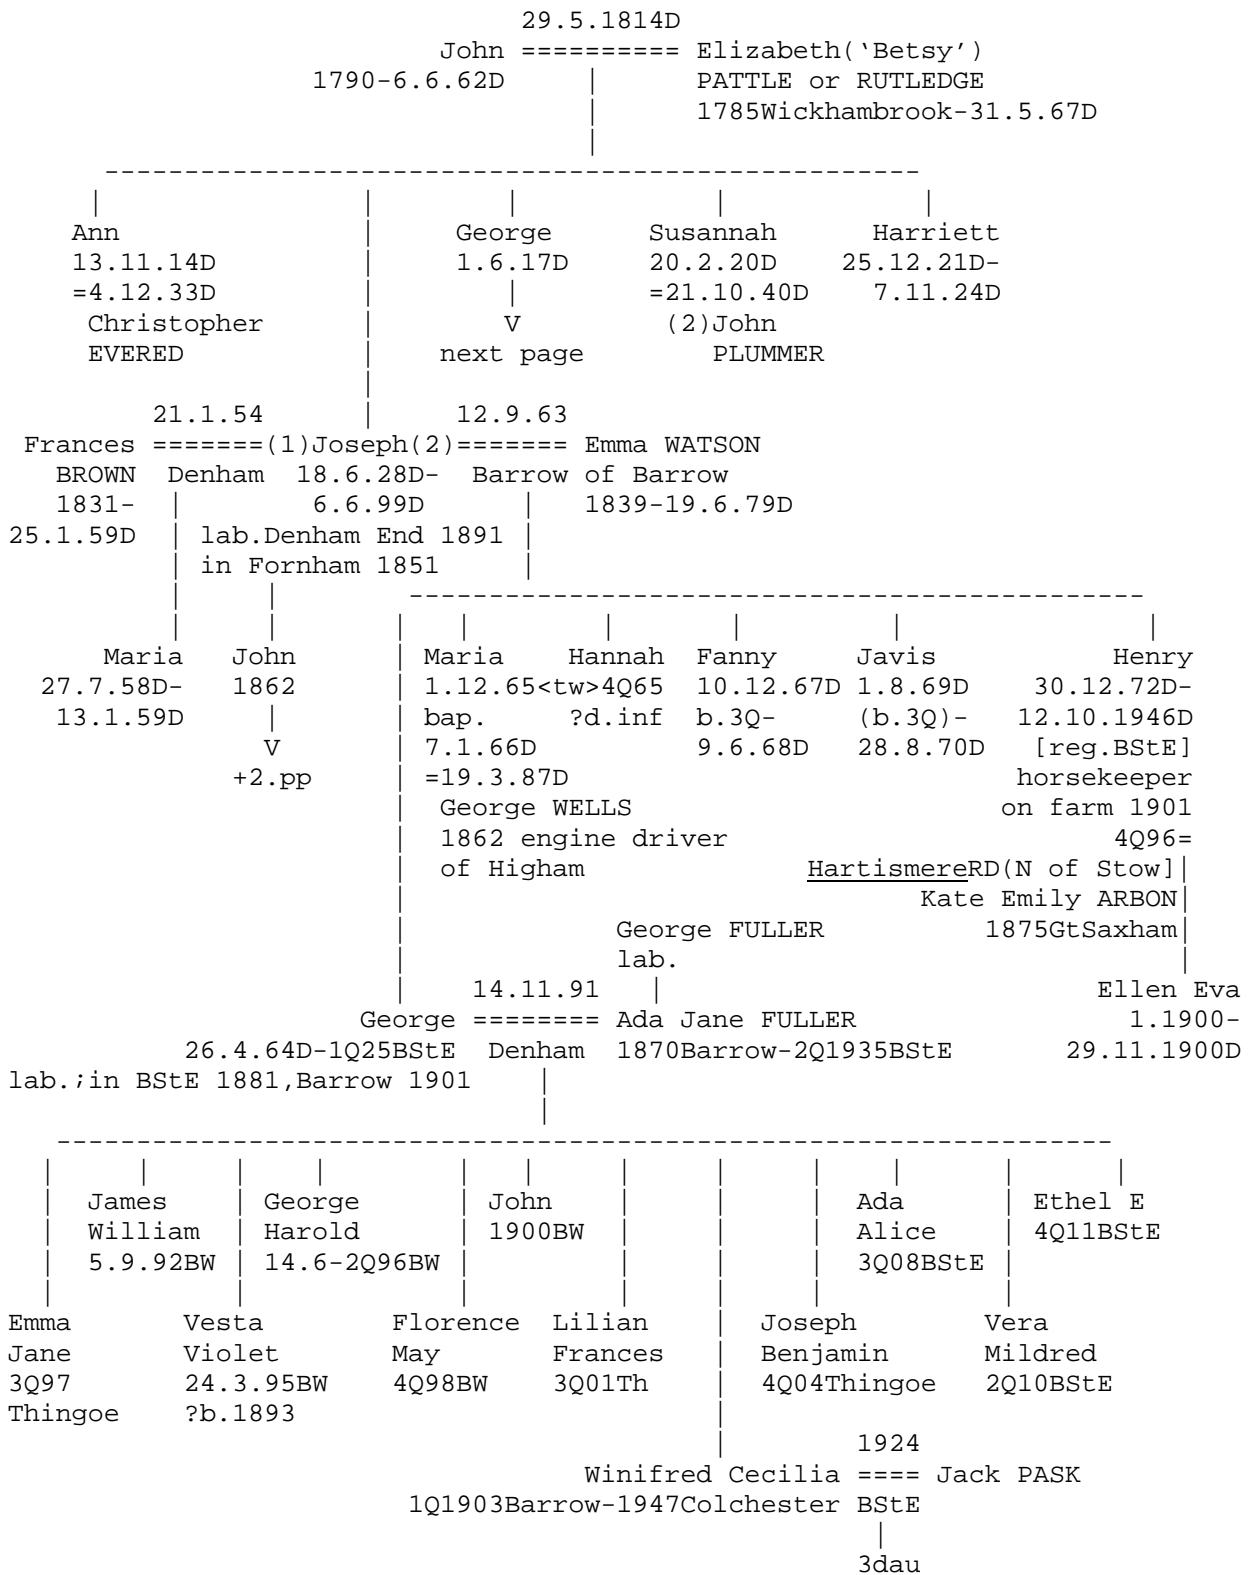 29.5.1814D
John ========== Elizabeth(‘Betsy’)
1790-6.6.62D | PATTLE or RUTLEDGE
| 1785Wickhambrook-31.5.67D
|
---------------------------------------------------
| | | | |
Ann | George Susannah Harriett
13.11.14D | 1.6.17D 20.2.20D 25.12.21D-
=4.12.33D | | =21.10.40D 7.11.24D
Christopher | V (2)John
EVERED | next page PLUMMER
|
21.1.54 | 12.9.63
Frances =======(1)Joseph(2)======= Emma WATSON
BROWN Denham 18.6.28D- Barrow of Barrow
1831- | 6.6.99D | 1839-19.6.79D
25.1.59D | lab.Denham End 1891 |
| in Fornham 1851 |
| | ----------------------------------------------
| | | | | | | |
Maria John | Maria Hannah Fanny Javis Henry
27.7.58D- 1862 | 1.12.65<tw>4Q65 10.12.67D 1.8.69D 30.12.72D-
13.1.59D | | bap. ?d.inf b.3Q- (b.3Q)- 12.10.1946D
V | 7.1.66D 9.6.68D 28.8.70D [reg.BStE]
+2.pp | =19.3.87D horsekeeper
| George WELLS on farm 1901
| 1862 engine driver 4Q96=
| of Higham HartismereRD(N of Stow]|
| Kate Emily ARBON|
| George FULLER 1875GtSaxham|
| lab. |
| 14.11.91 | Ellen Eva
George ======== Ada Jane FULLER 1.1900-
26.4.64D-1Q25BStE Denham 1870Barrow-2Q1935BStE 29.11.1900D
lab.;in BStE 1881,Barrow 1901 |
|
------------------------------------------------------------------
| | | | | | | | | | | |
| James | George | John | | | Ada | Ethel E
| William | Harold | 1900BW | | | Alice | 4Q11BStE
| 5.9.92BW | 14.6-2Q96BW | | | | 3Q08BStE |
| | | | | | |
Emma Vesta Florence Lilian | Joseph Vera
Jane Violet May Frances | Benjamin Mildred
3Q97 24.3.95BW 4Q98BW 3Q01Th | 4Q04Thingoe 2Q10BStE
Thingoe ?b.1893 |
| 1924
Winifred Cecilia ==== Jack PASK
1Q1903Barrow-1947Colchester BStE
|
3dau